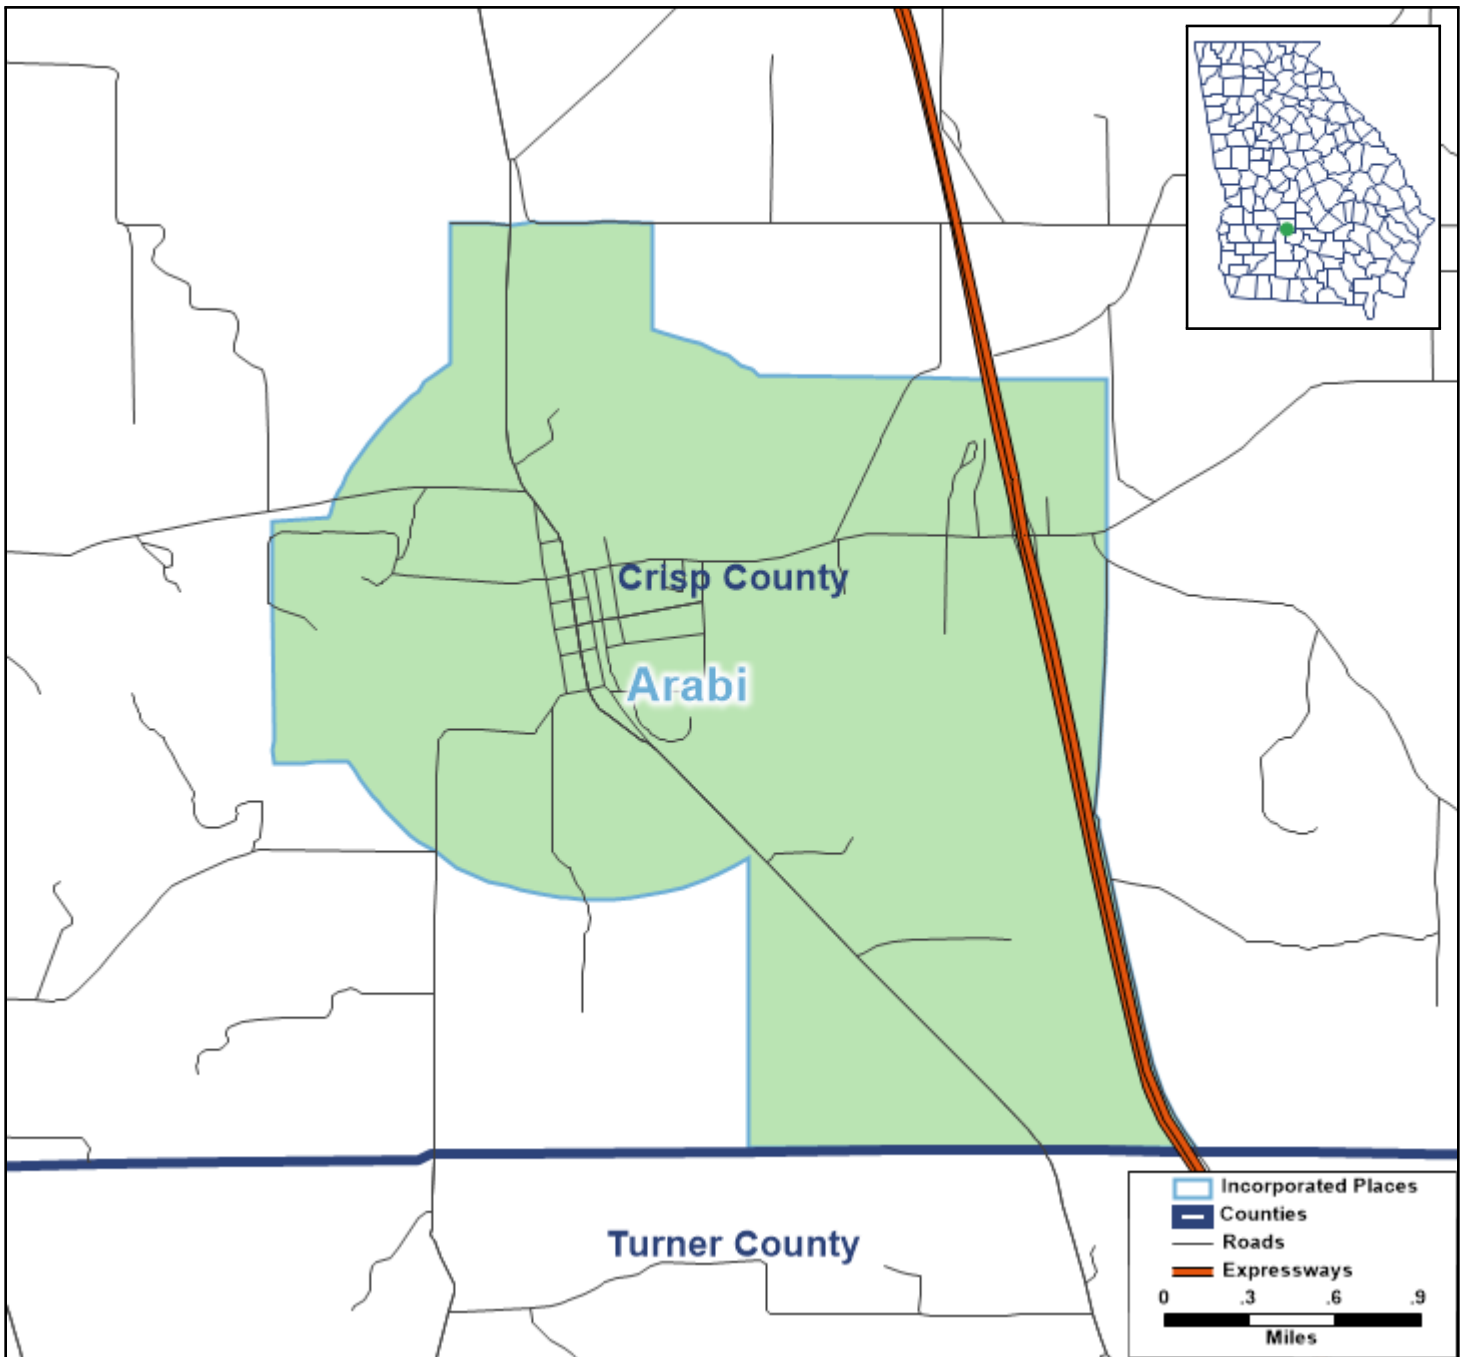 Crisp County
Arabi
Turner County
Incorporated Places
Counties
Roads
Expressways
0 .3 .6 .9
Miles